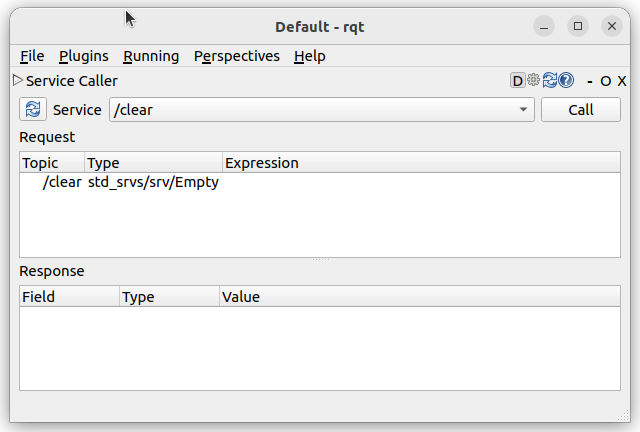 Default - rqt
File Plugins Running Perspectives Help
Service Caller D - O X
Service /clear Call
Request
Topic Type Expression
/clear std_srvs/srv/Empty
Response
Field Type Value